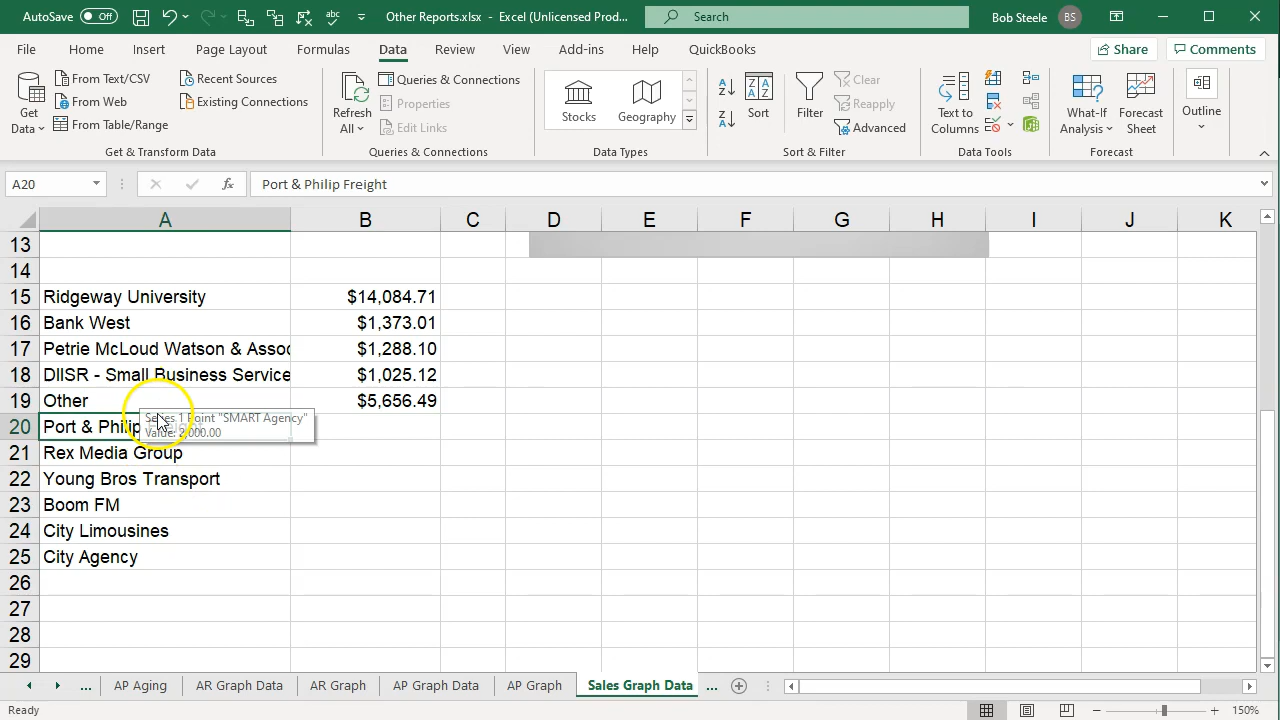 AutoSave Off Other Reports.xlsx - Excel (Unlicensed Prod... Search Bob Steele BS
File Home Insert Page Layout Formulas Data Review View Add-ins Help QuickBooks Share Comments
Get Data
From Text/CSV
From Web
From Table/Range
Recent Sources
Existing Connections
Get & Transform Data
Refresh All
Queries & Connections
Properties
Edit Links
Queries & Connections
Stocks Geography
Data Types
Sort
Filter
Clear
Reapply
Advanced
Sort & Filter
Text to Columns
Data Tools
What-If Analysis
Forecast Sheet
Forecast
Outline
A20 fx Port & Philip Freight
A B C D E F G H I J K
13
14
15 Ridgeway University $14,084.71
16 Bank West $1,373.01
17 Petrie McLoud Watson & Assoc $1,288.10
18 DIISR - Small Business Service $1,025.12
19 Other $5,656.49
20 Port & Philip
Series 1 Point "SMART Agency"
Value: 2,000.00
21 Rex Media Group
22 Young Bros Transport
23 Boom FM
24 City Limousines
25 City Agency
26
27
28
29
... AP Aging AR Graph Data AR Graph AP Graph Data AP Graph Sales Graph Data ...
Ready 150%